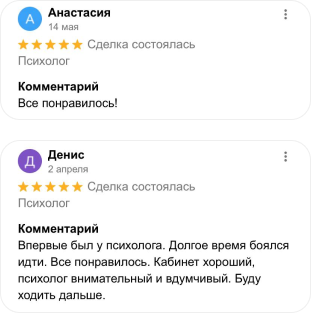 А
Анастасия
14 мая
Сделка состоялась
Психолог
Комментарий
Все понравилось!
Д
Денис
2 апреля
Сделка состоялась
Психолог
Комментарий
Впервые был у психолога. Долгое время боялся
идти. Все понравилось. Кабинет хороший,
психолог внимательный и вдумчивый. Буду
ходить дальше.